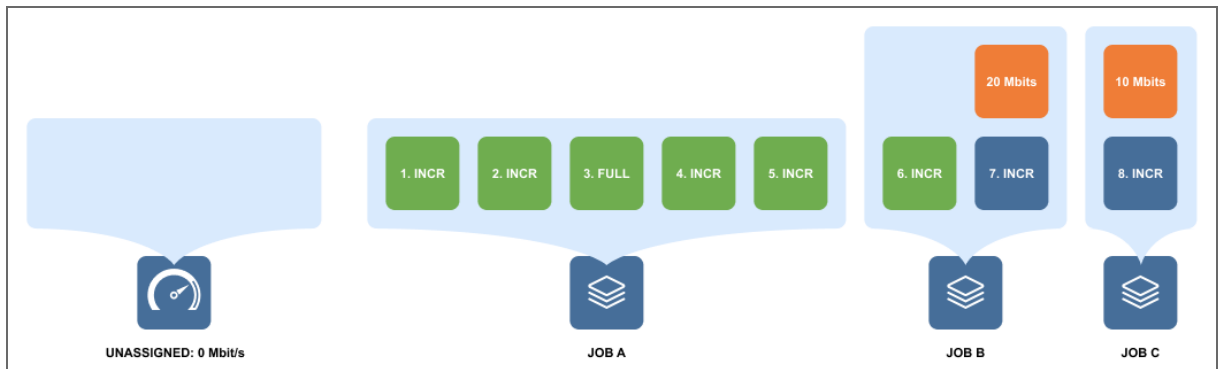 20 Mbits
10 Mbits
1. INCR
2. INCR
3. FULL
4. INCR
5. INCR
6. INCR
7. INCR
8. INCR
UNASSIGNED: 0 Mbit/s
JOB A
JOB B
JOB C